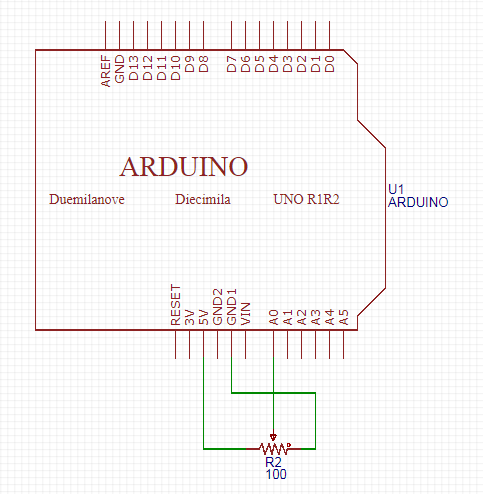 AREF GND D13 D12 D11 D10 D9 D8 D7 D6 D5 D4 D3 D2 D1 D0
ARDUINO
Duemilanove Diecimila UNO R1R2
U1
ARDUINO
RESET 3V 5V GND2 GND1 VIN A0 A1 A2 A3 A4 A5
R2
100